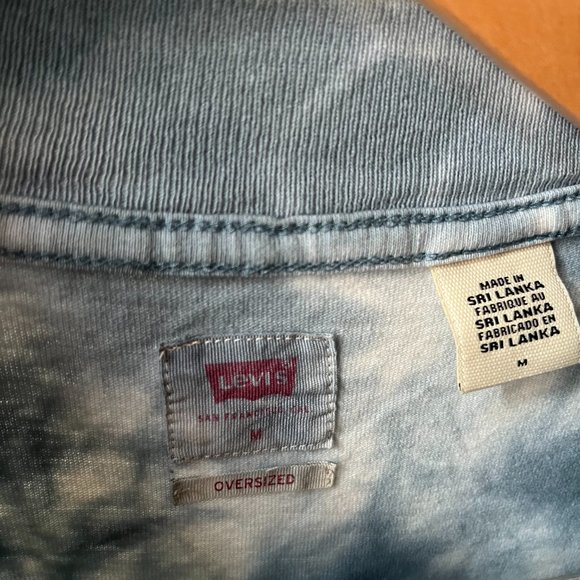 Levi's
SAN FRANCISCO, CAL
M
OVERSIZED
MADE IN
SRI LANKA
FABRIQUE AU
SRI LANKA
FABRICADO EN
SRI LANKA
M